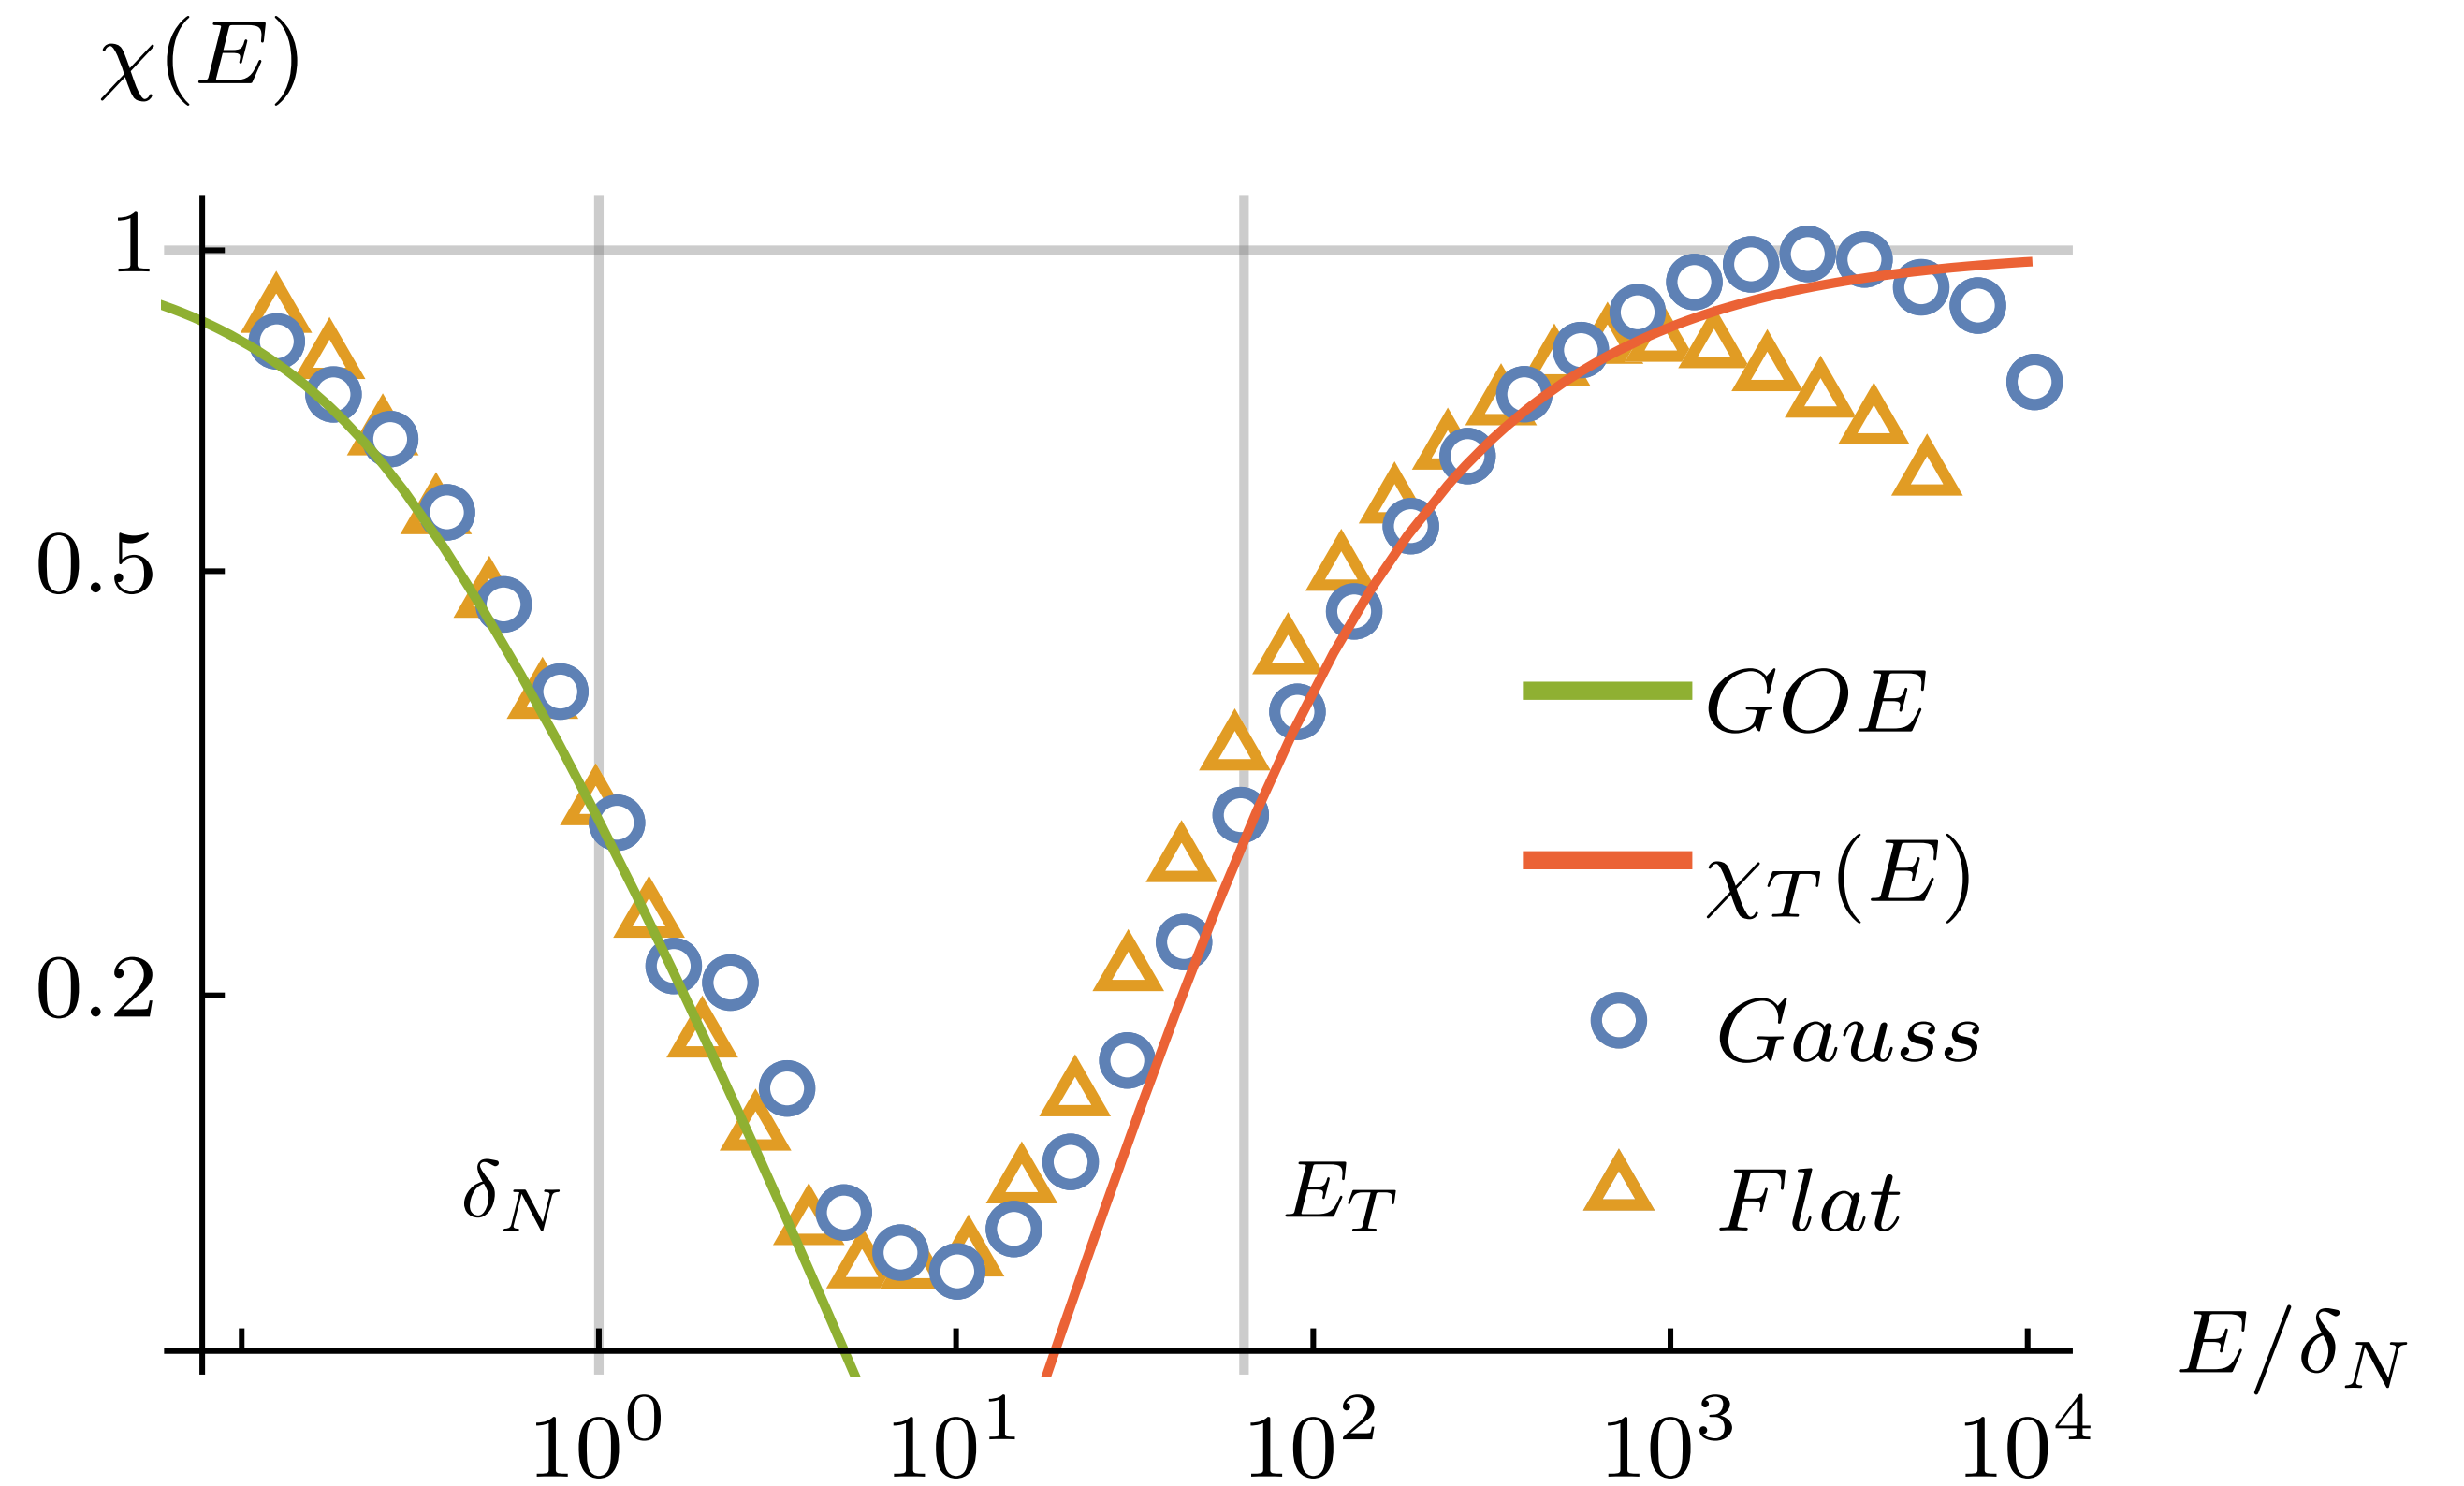 χ(E)
1
0.5
0.2
GOE
χ_T(E)
Gauss
Flat
δ_N
E_T
10^0
10^1
10^2
10^3
10^4
E/δ_N